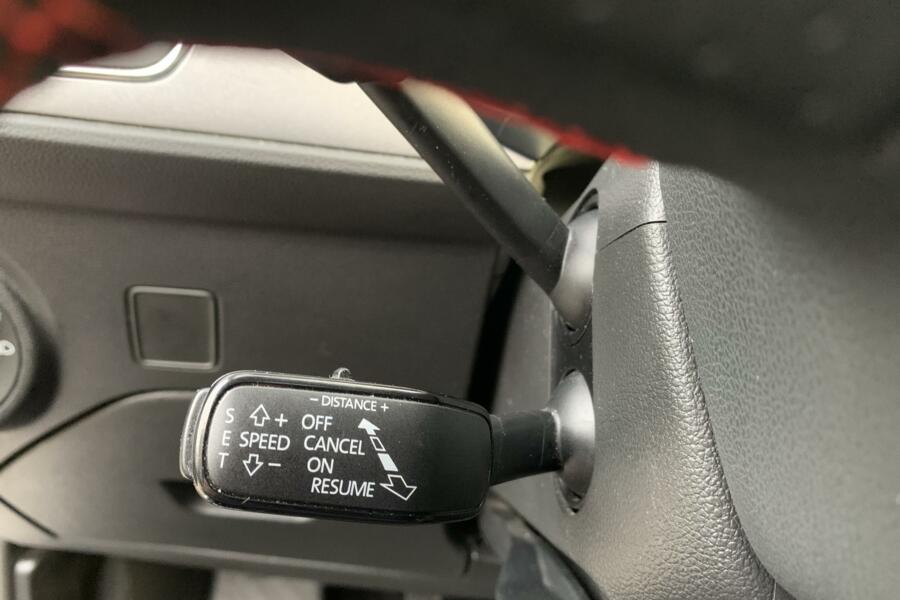 - DISTANCE +
S + OFF
E SPEED CANCEL
T - ON
RESUME